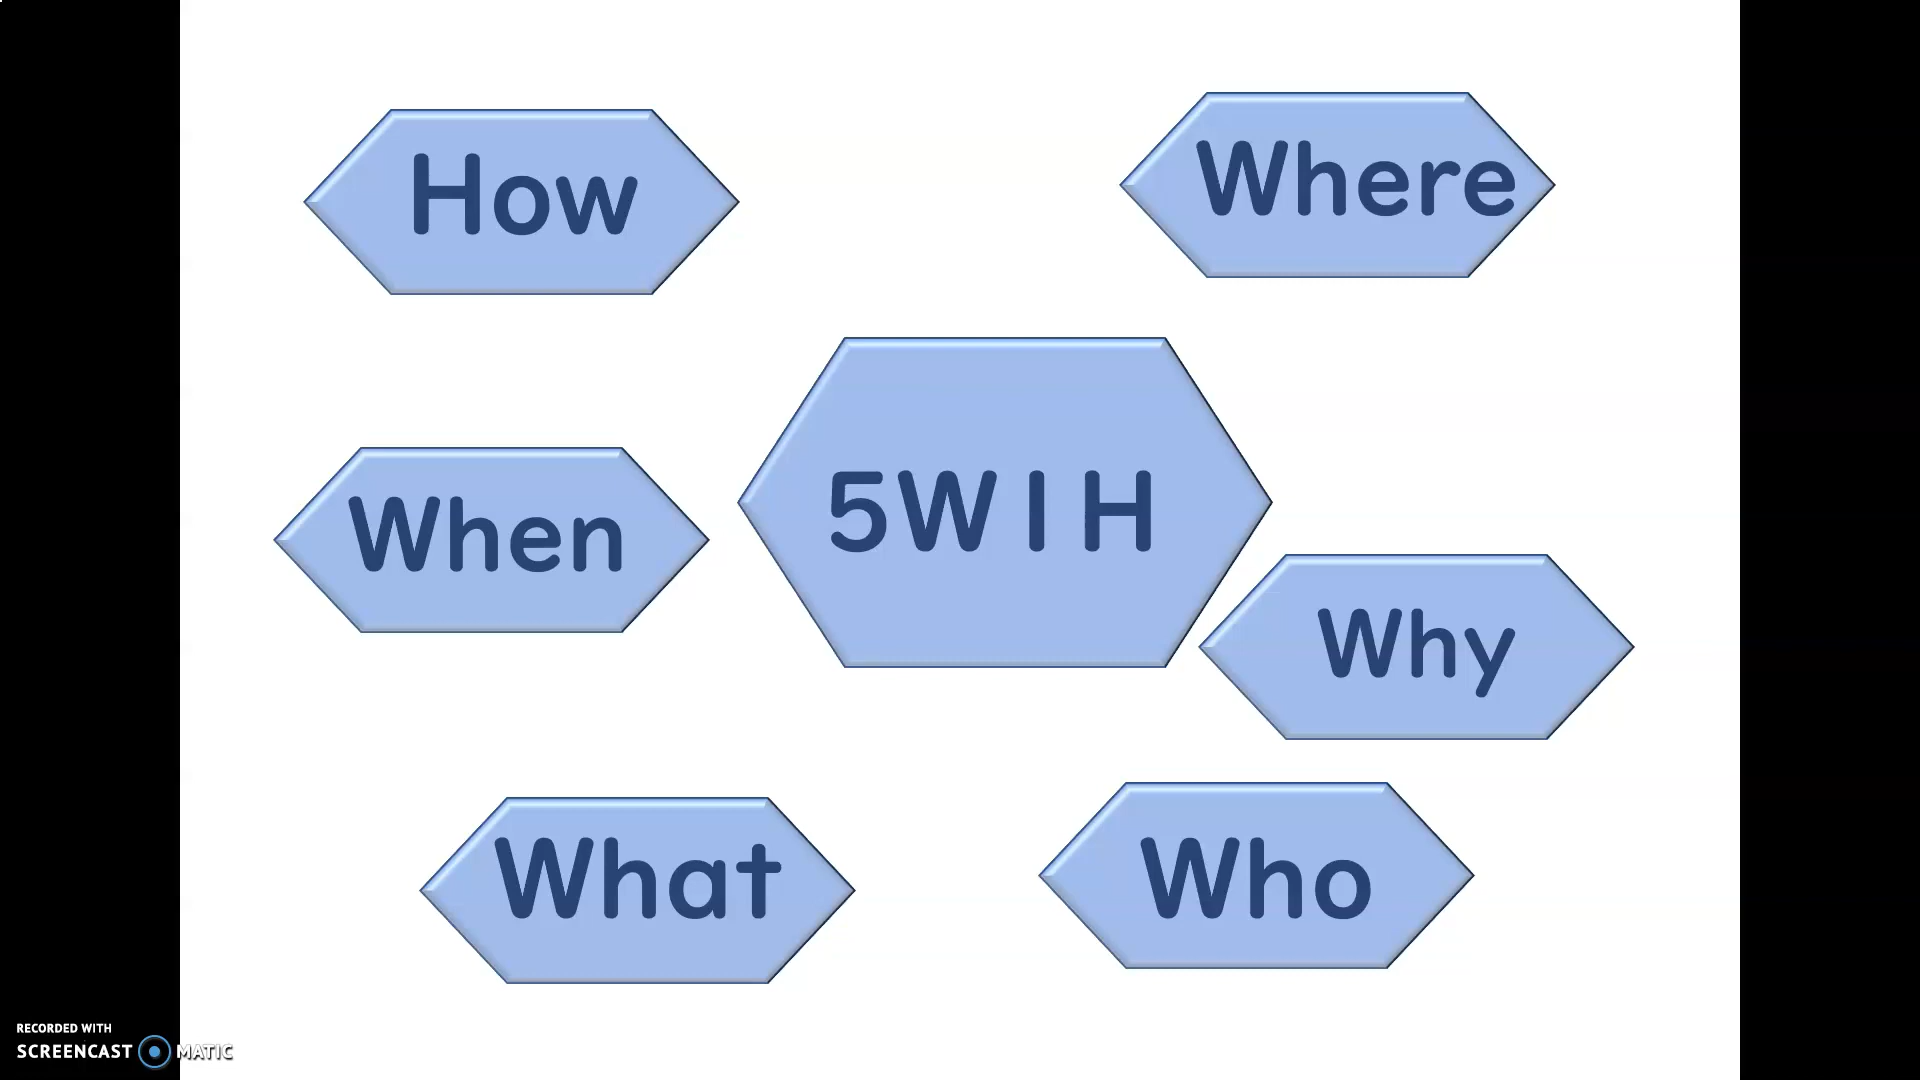 How
Where
5W1H
When
Why
What
Who
RECORDED WITH
SCREENCAST MATIC